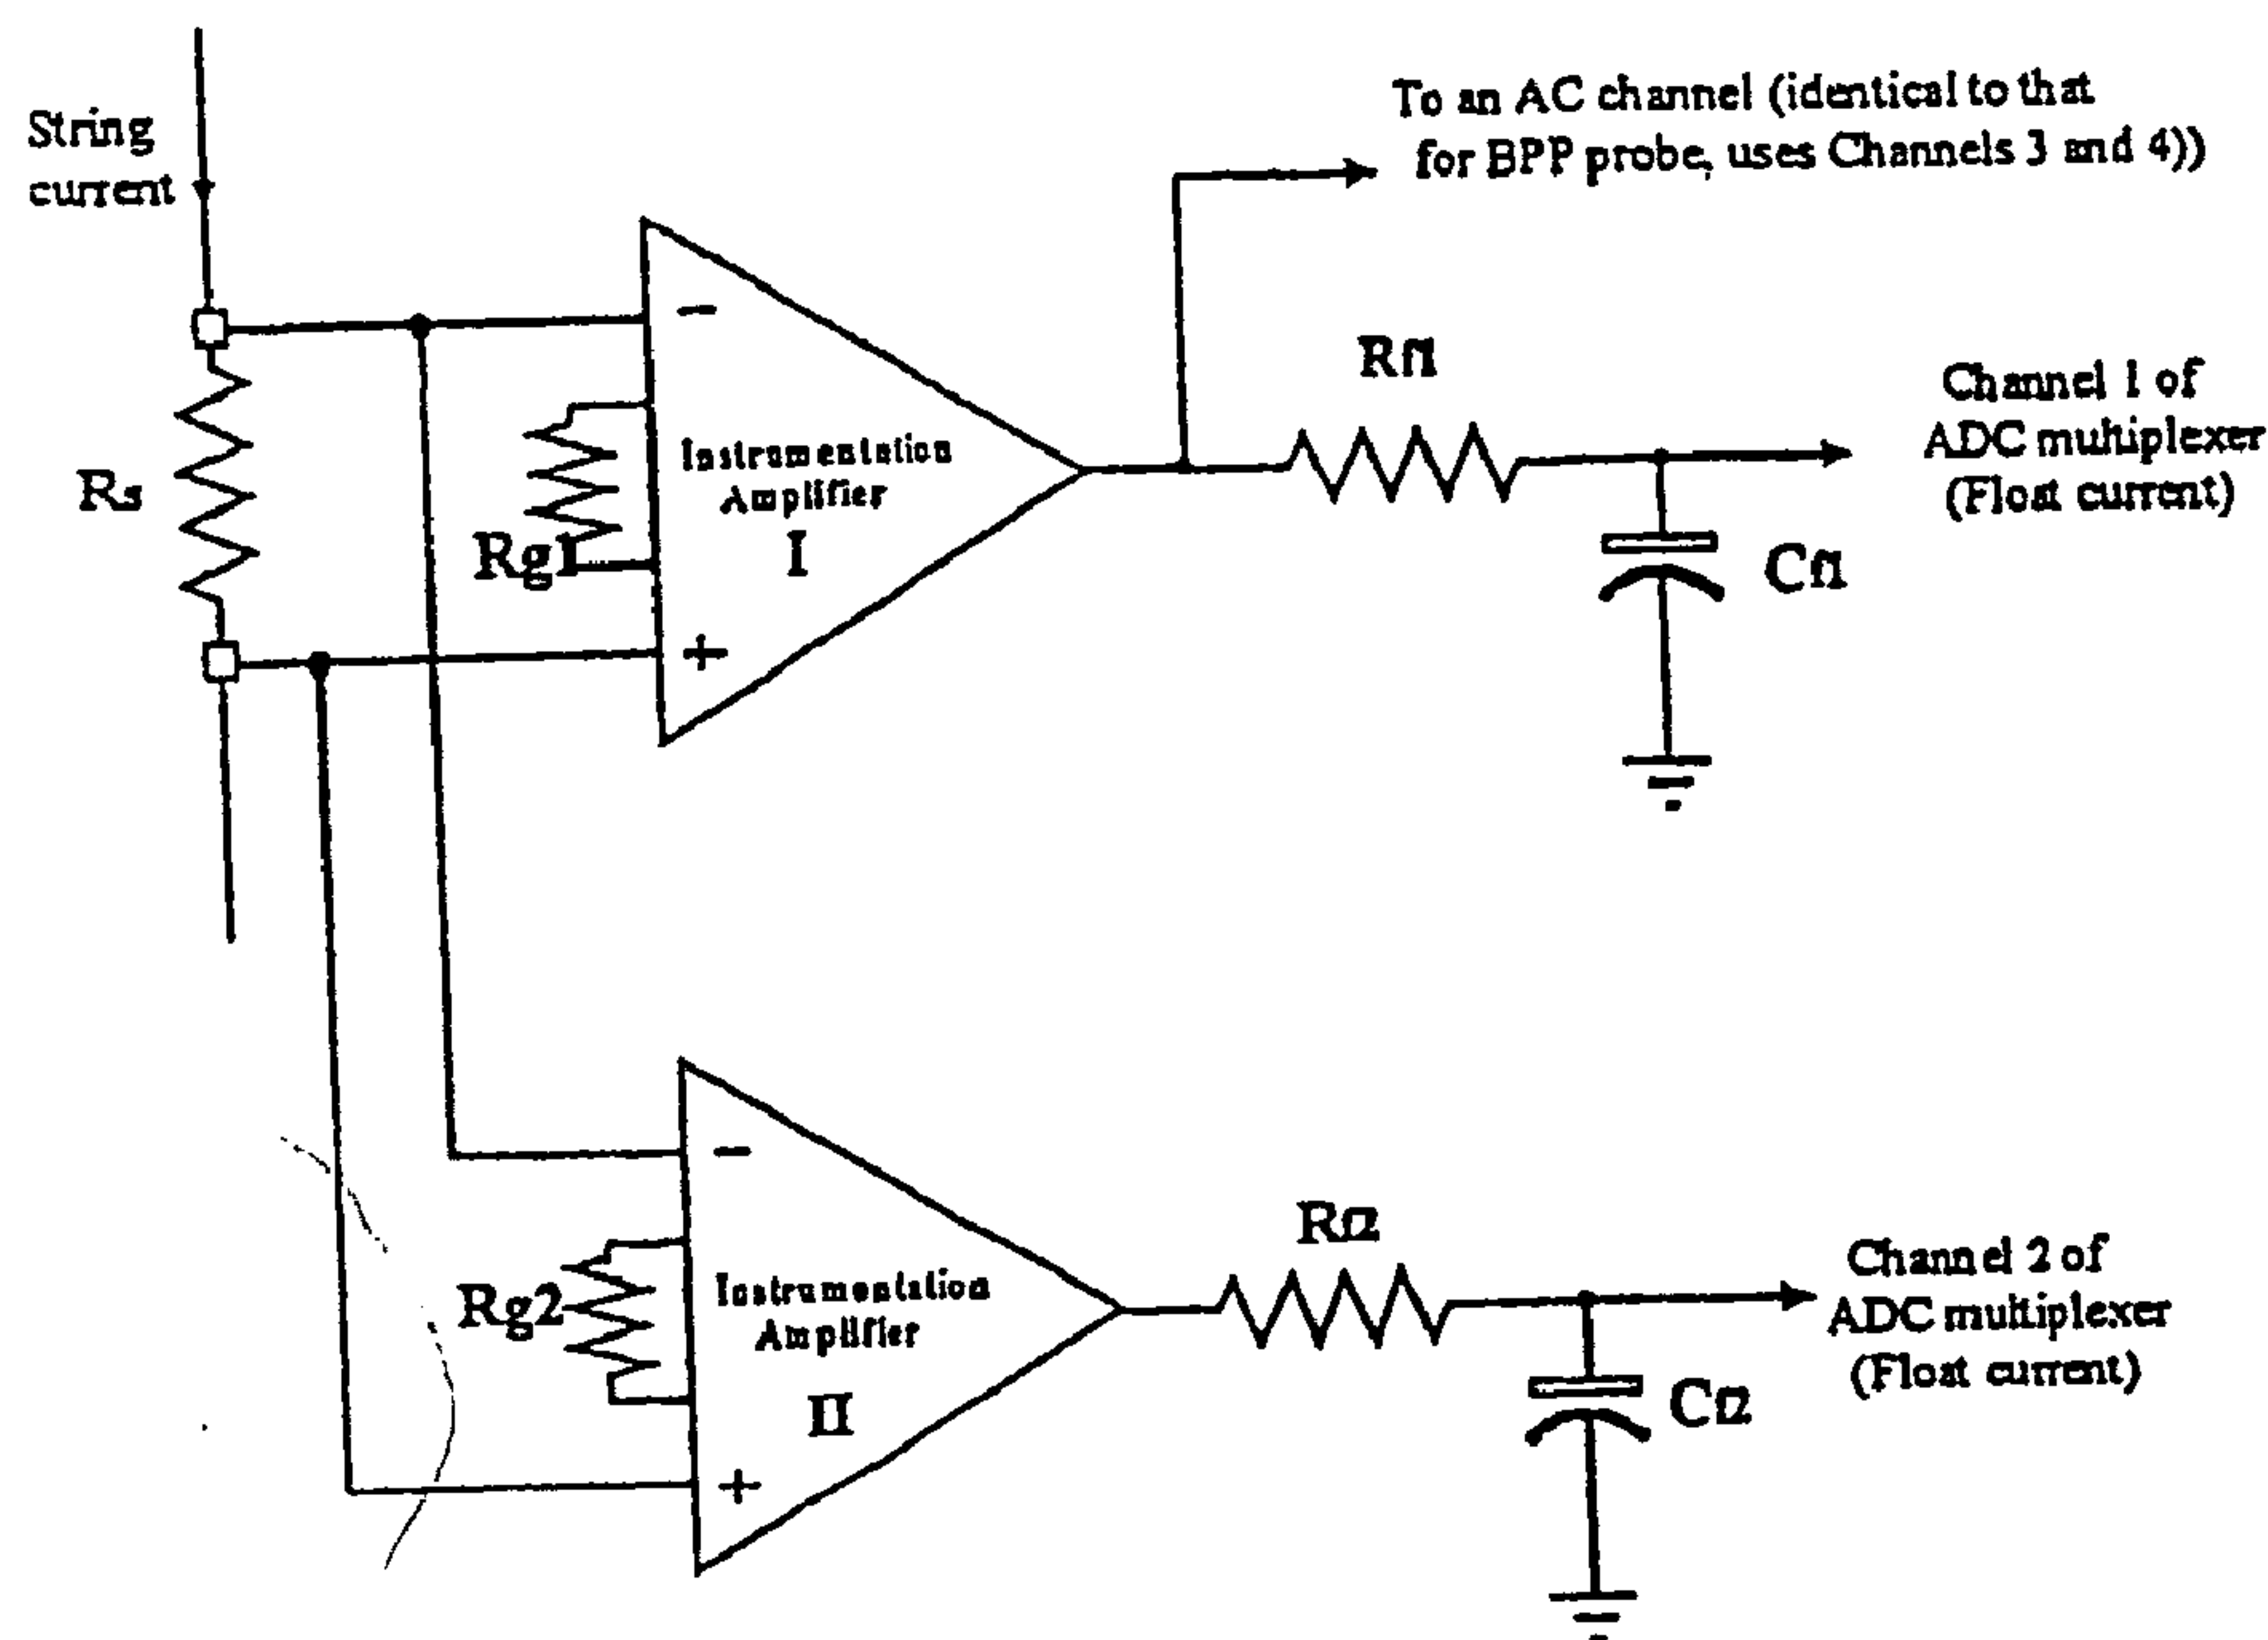 String
current
To an AC channel (identical to that
for BPP probe, uses Channels 3 and 4))
Rs
−
Rg1
Instrumentation
Amplifier
I
+
Rf1
Cf1
Channel 1 of
ADC multiplexer
(Float current)
−
Rg2
Instrumentation
Amplifier
II
+
Rf2
Cf2
Channel 2 of
ADC multiplexer
(Float current)